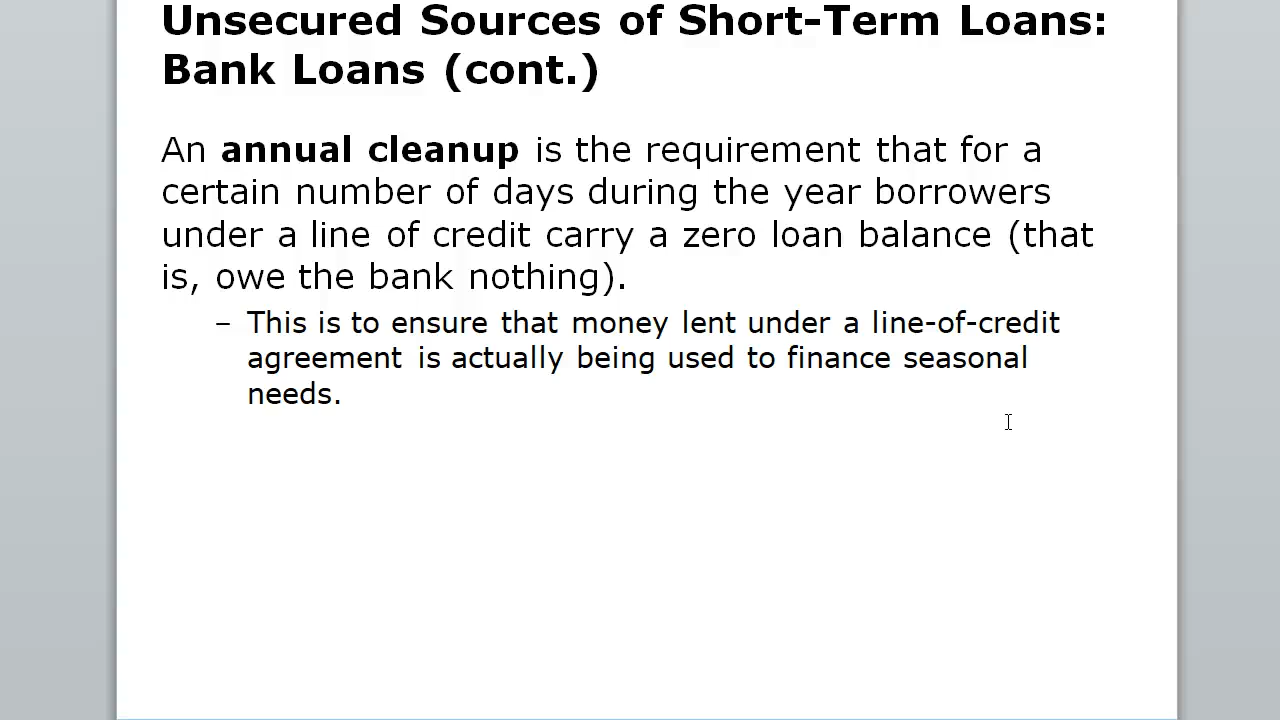 Unsecured Sources of Short-Term Loans:
Bank Loans (cont.)
An annual cleanup is the requirement that for a
certain number of days during the year borrowers
under a line of credit carry a zero loan balance (that
is, owe the bank nothing).
– This is to ensure that money lent under a line-of-credit
agreement is actually being used to finance seasonal
needs.